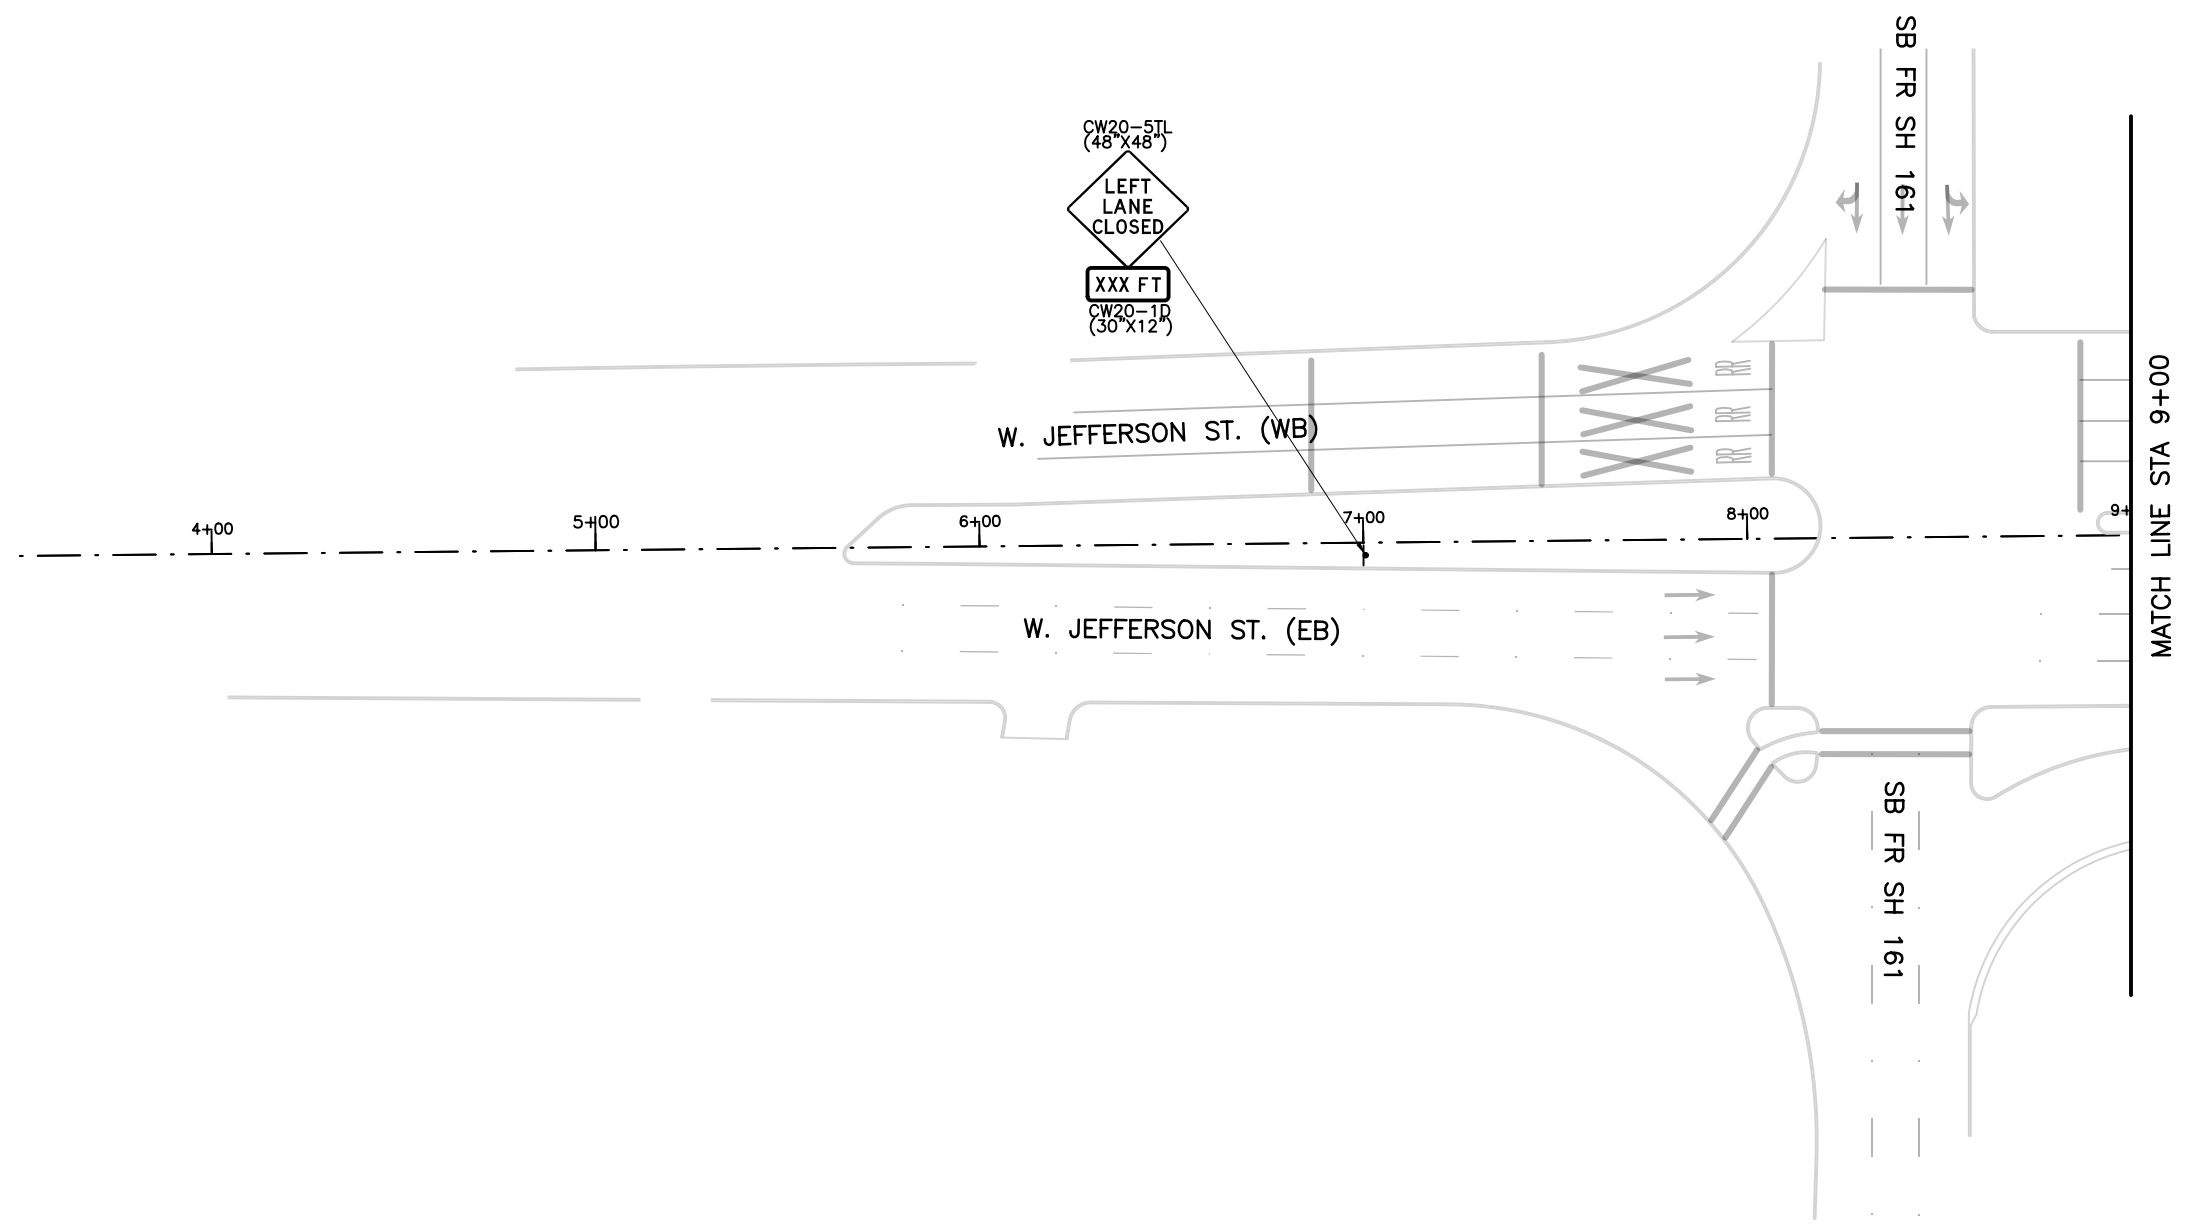 SB FR SH 161
CW20-5TL
(48"X48")
LEFT
LANE
CLOSED
XXX FT
CW20-1D
(30"X12")
RR
RR
RR
W. JEFFERSON ST. (WB)
4+00
5+00
6+00
7+00
8+00
9+
MATCH LINE STA 9+00
W. JEFFERSON ST. (EB)
SB FR SH 161